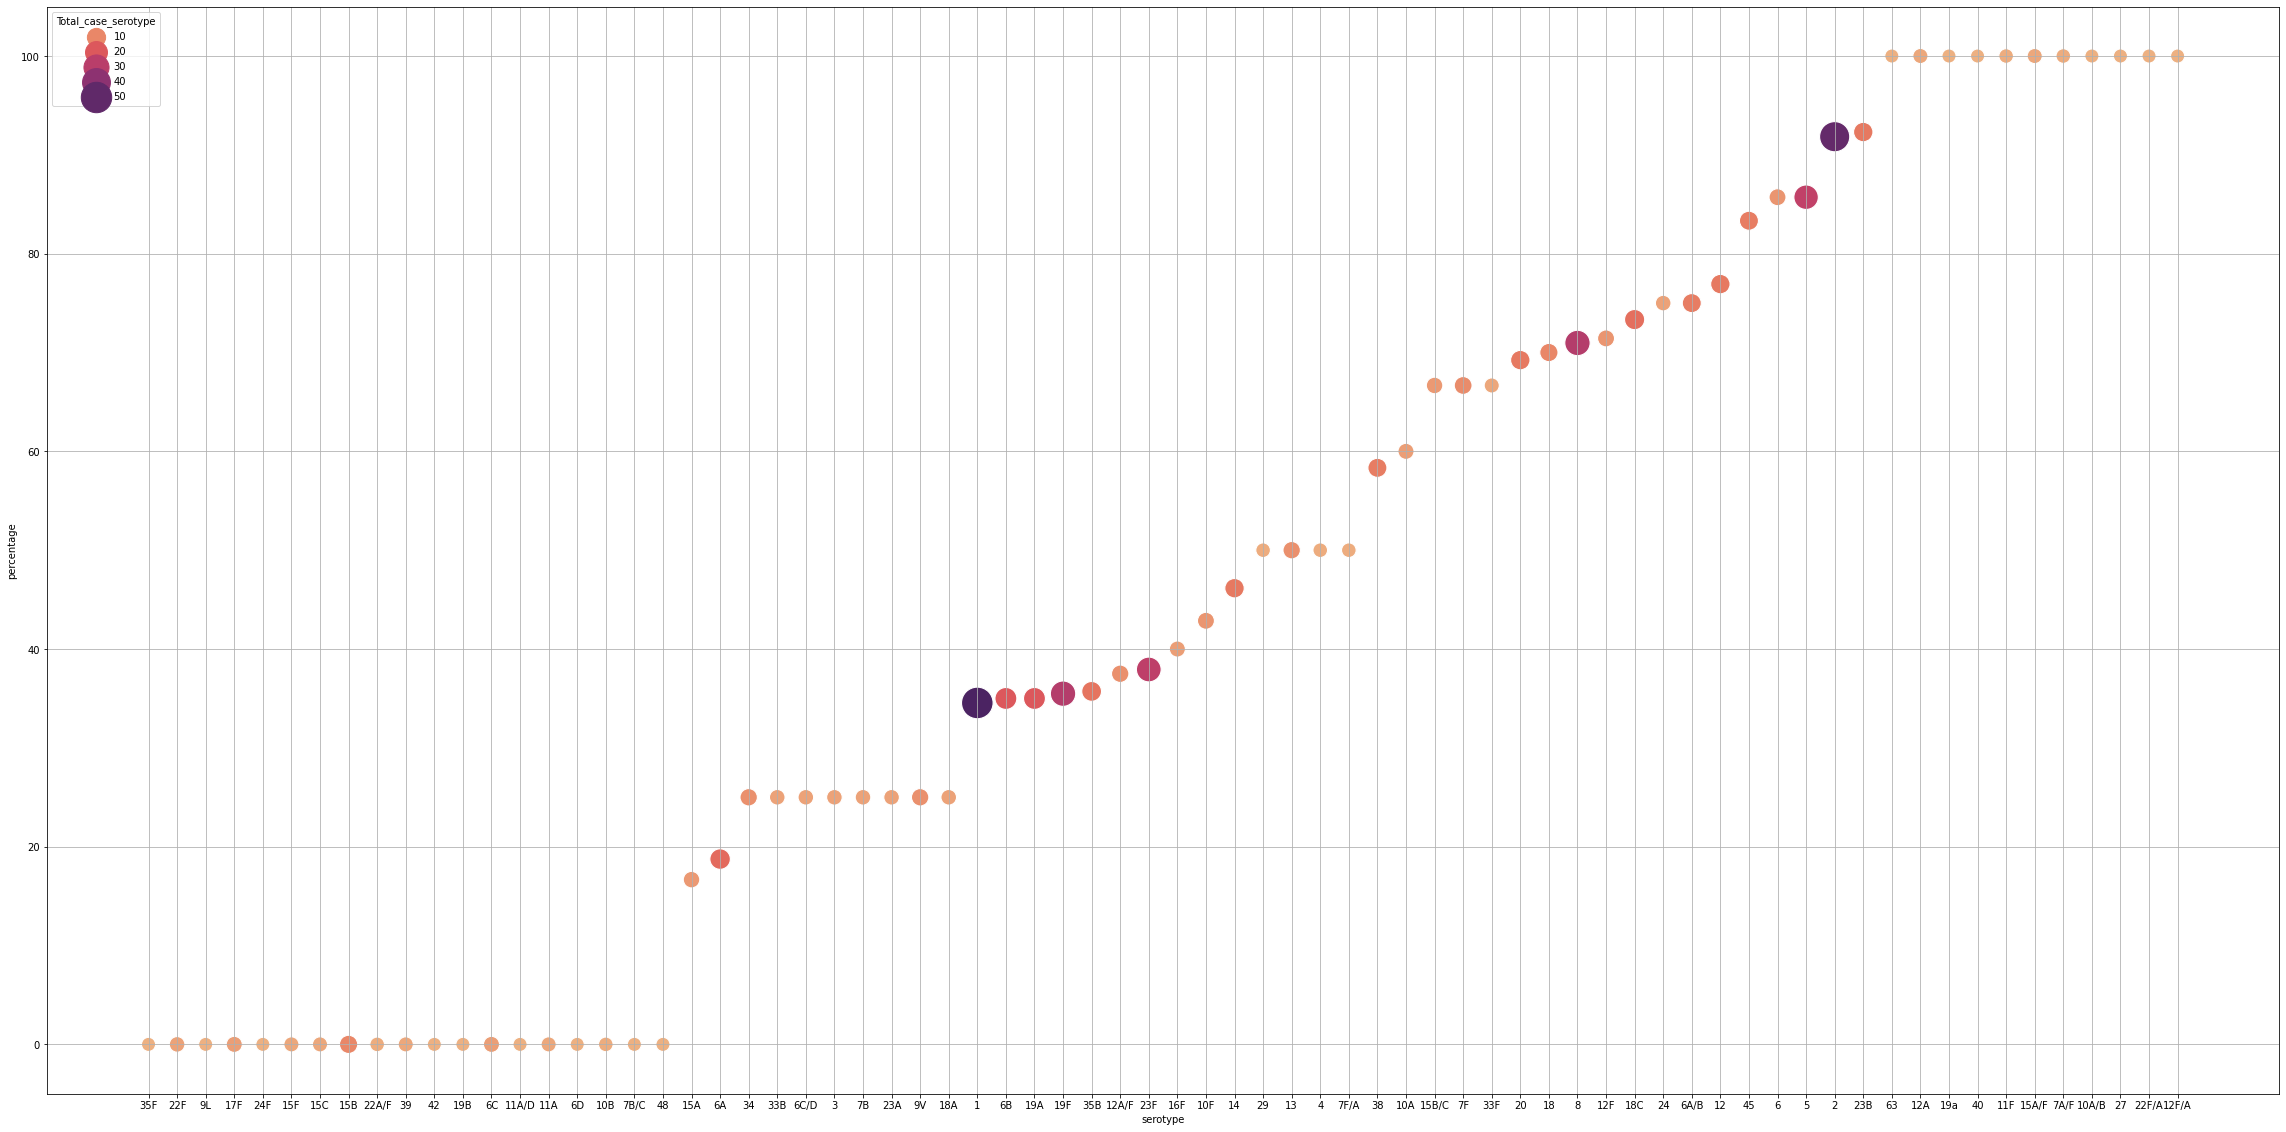 Total_case_serotype
10
20
30
40
50
100
80
60
40
20
0
percentage
35F 22F 9L 17F 24F 15F 15C 15B 22A/F 39 42 19B 6C 11A/D 11A 6D 10B 7B/C 48 15A 6A 34 33B 6C/D 3 7B 23A 9V 18A 1 6B 19A 19F 35B 12A/F 23F 16F 10F 14 29 13 4 7F/A 38 10A 15B/C 7F 33F 20 18 8 12F 18C 24 6A/B 12 45 6 5 2 23B 63 12A 19a 40 11F 15A/F 7A/F 10A/B 27 22F/A 12F/A
serotype